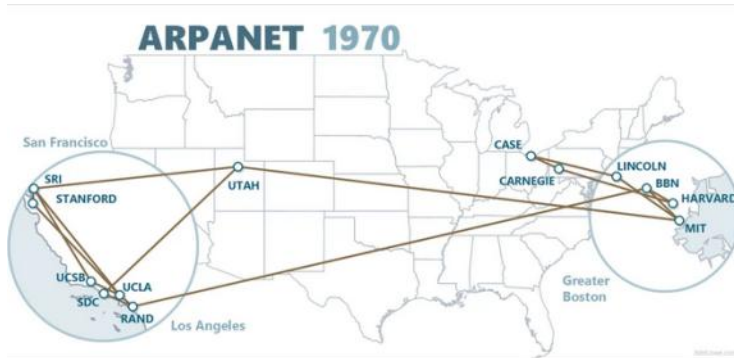 ARPANET 1970
San Francisco
SRI
STANFORD
UTAH
CASE
CARNEGIE
LINCOLN
BBN
HARVARD
MIT
UCSB
UCLA
SDC
RAND
Los Angeles
Greater
Boston